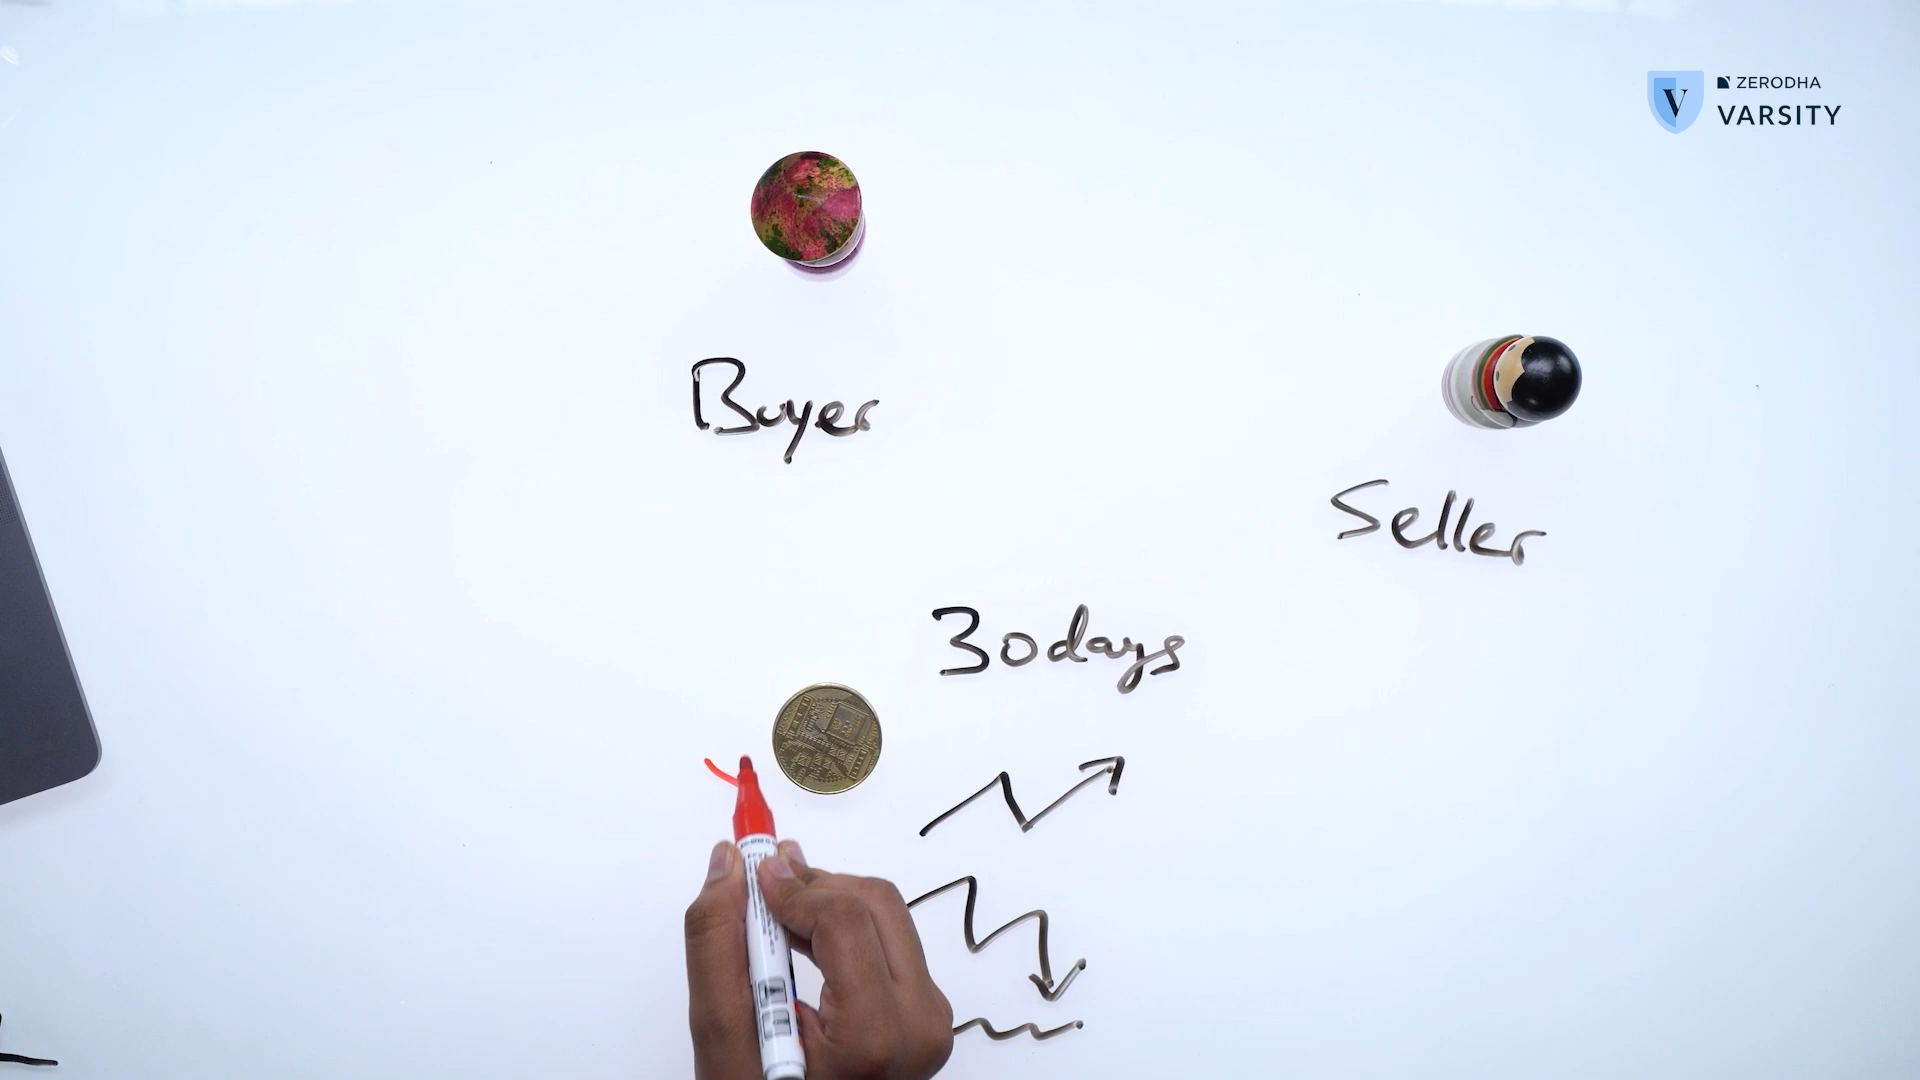 ZERODHA
VARSITY
Buyer
Seller
30days